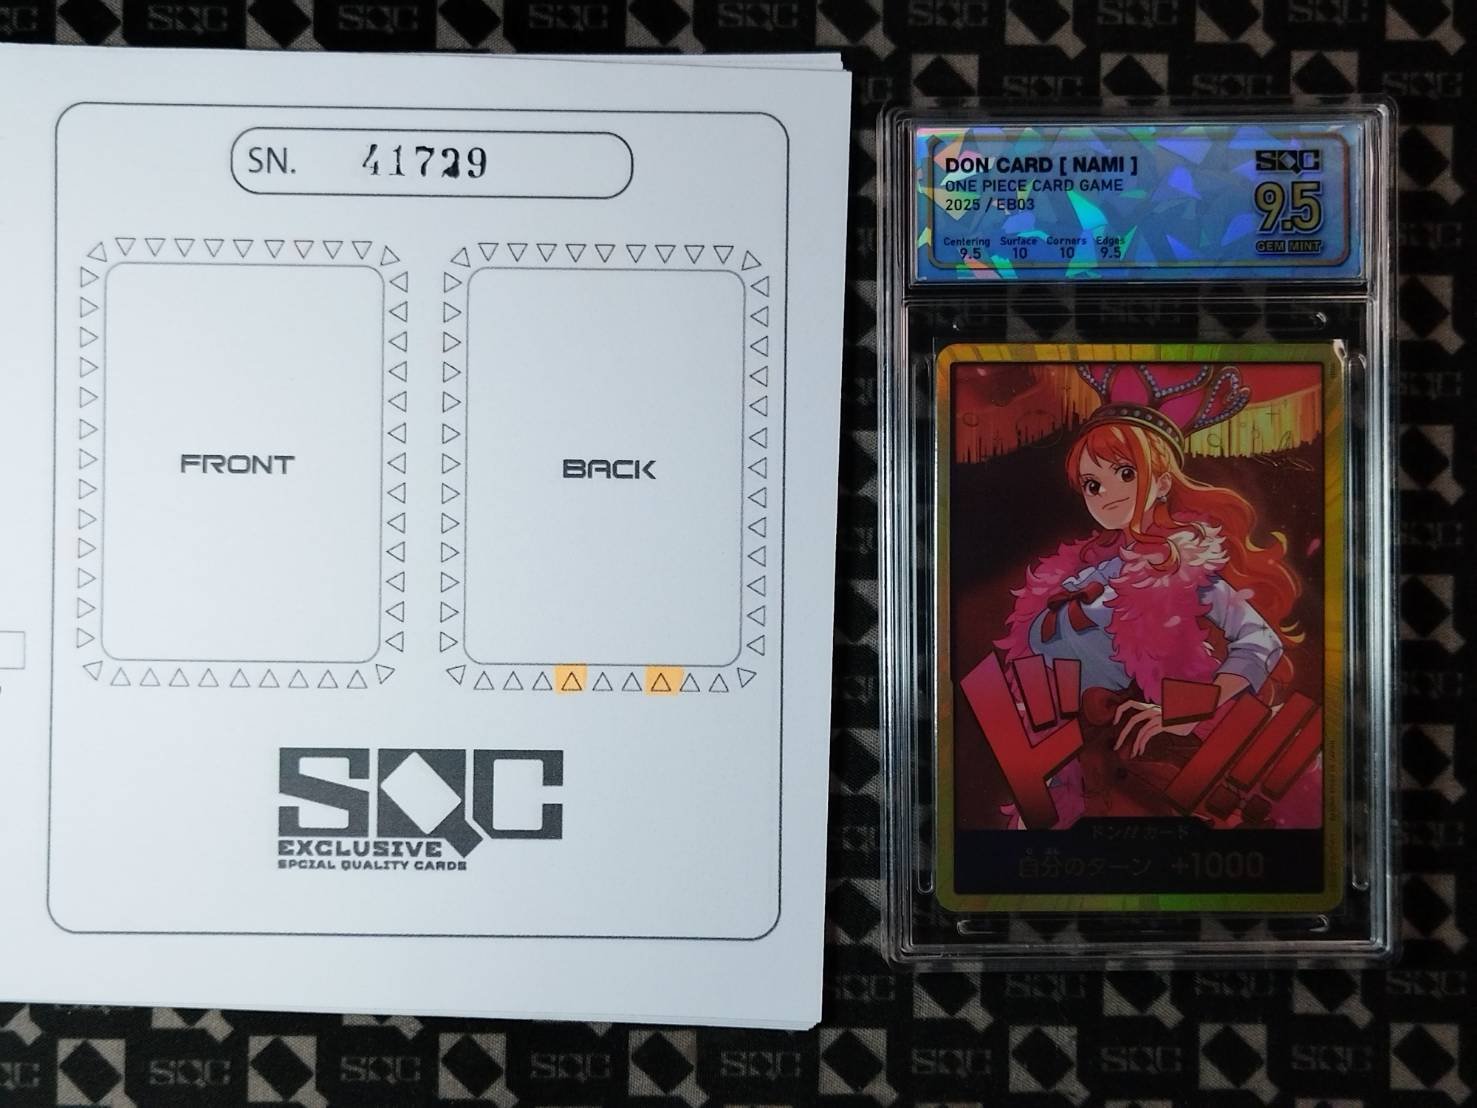 SN. 41729
FRONT
BACK
SQC
EXCLUSIVE
SPCIAL QUALITY CARDS
DON CARD [ NAMI ]
ONE PIECE CARD GAME
2025 / EB03
Centering Surface Corners Edges
9.5 10 10 9.5
SQC
9.5
GEM MINT
ドン!!
ドン!!カード
自分のターン +1000